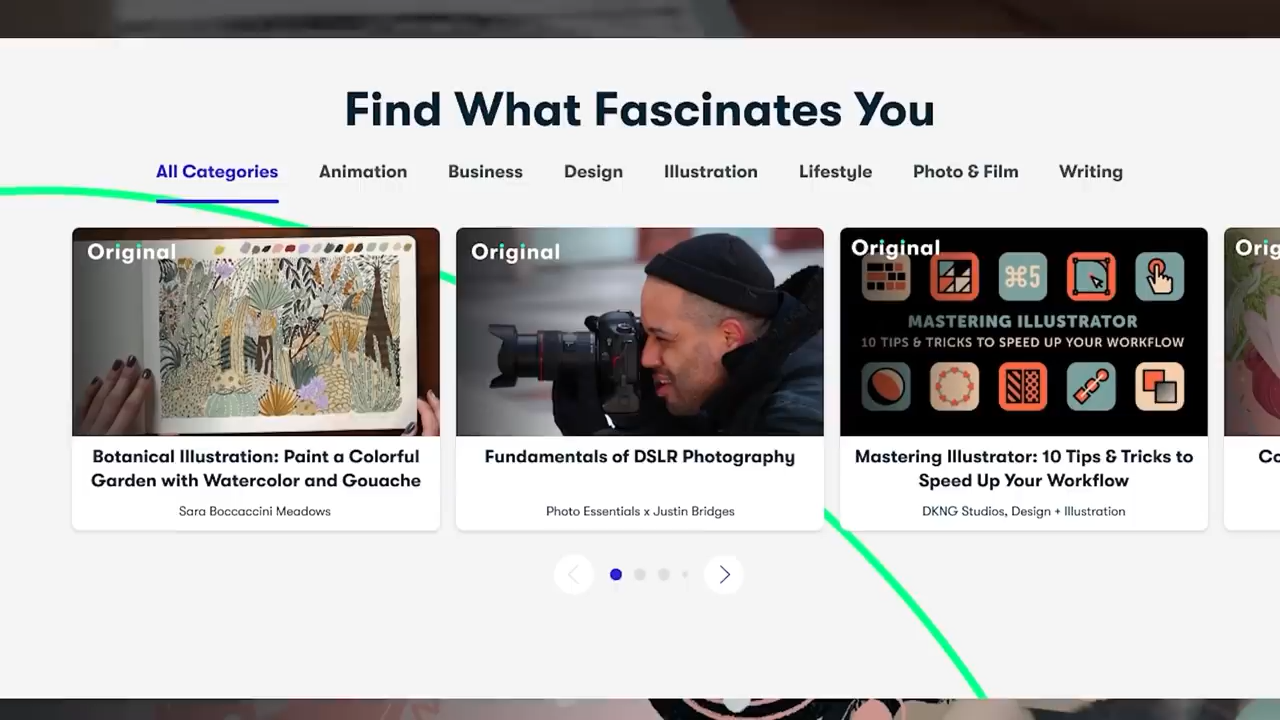 Find What Fascinates You
All Categories Animation Business Design Illustration Lifestyle Photo & Film Writing
Original
Original
Original
⌘5
MASTERING ILLUSTRATOR
10 TIPS & TRICKS TO SPEED UP YOUR WORKFLOW
Botanical Illustration: Paint a Colorful
Garden with Watercolor and Gouache
Sara Boccaccini Meadows
Fundamentals of DSLR Photography
Photo Essentials x Justin Bridges
Mastering Illustrator: 10 Tips & Tricks to
Speed Up Your Workflow
DKNG Studios, Design + Illustration